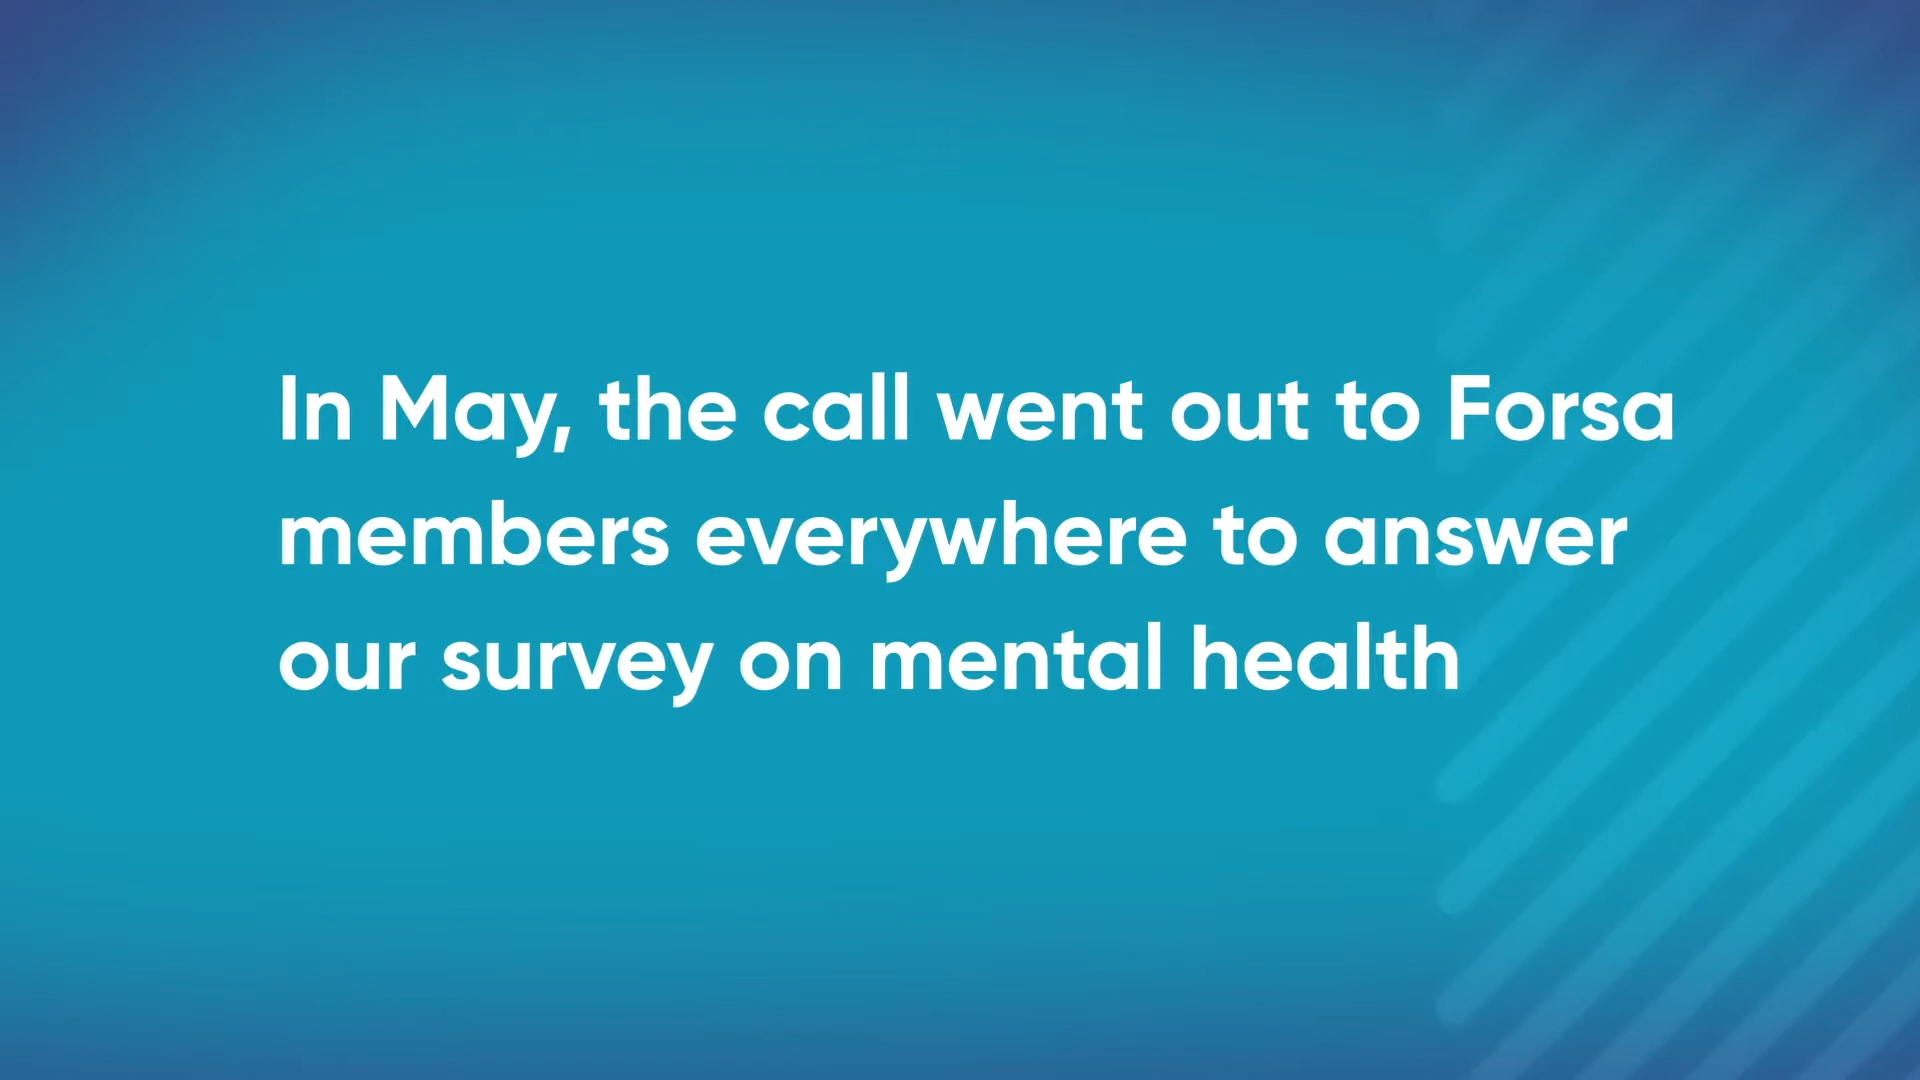 In May, the call went out to Forsa
members everywhere to answer
our survey on mental health